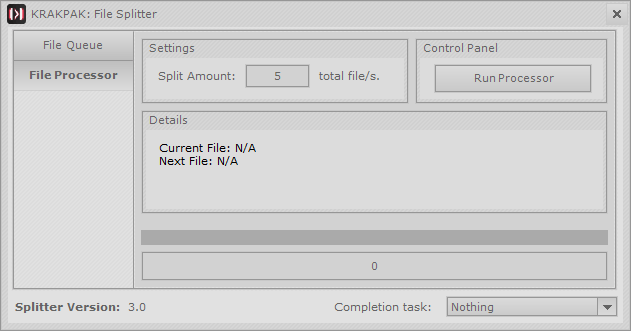 KRAKPAK: File Splitter
File Queue
File Processor
Settings
Split Amount: 5 total file/s.
Control Panel
Run Processor
Details
Current File: N/A
Next File: N/A
0
Splitter Version: 3.0
Completion task: Nothing